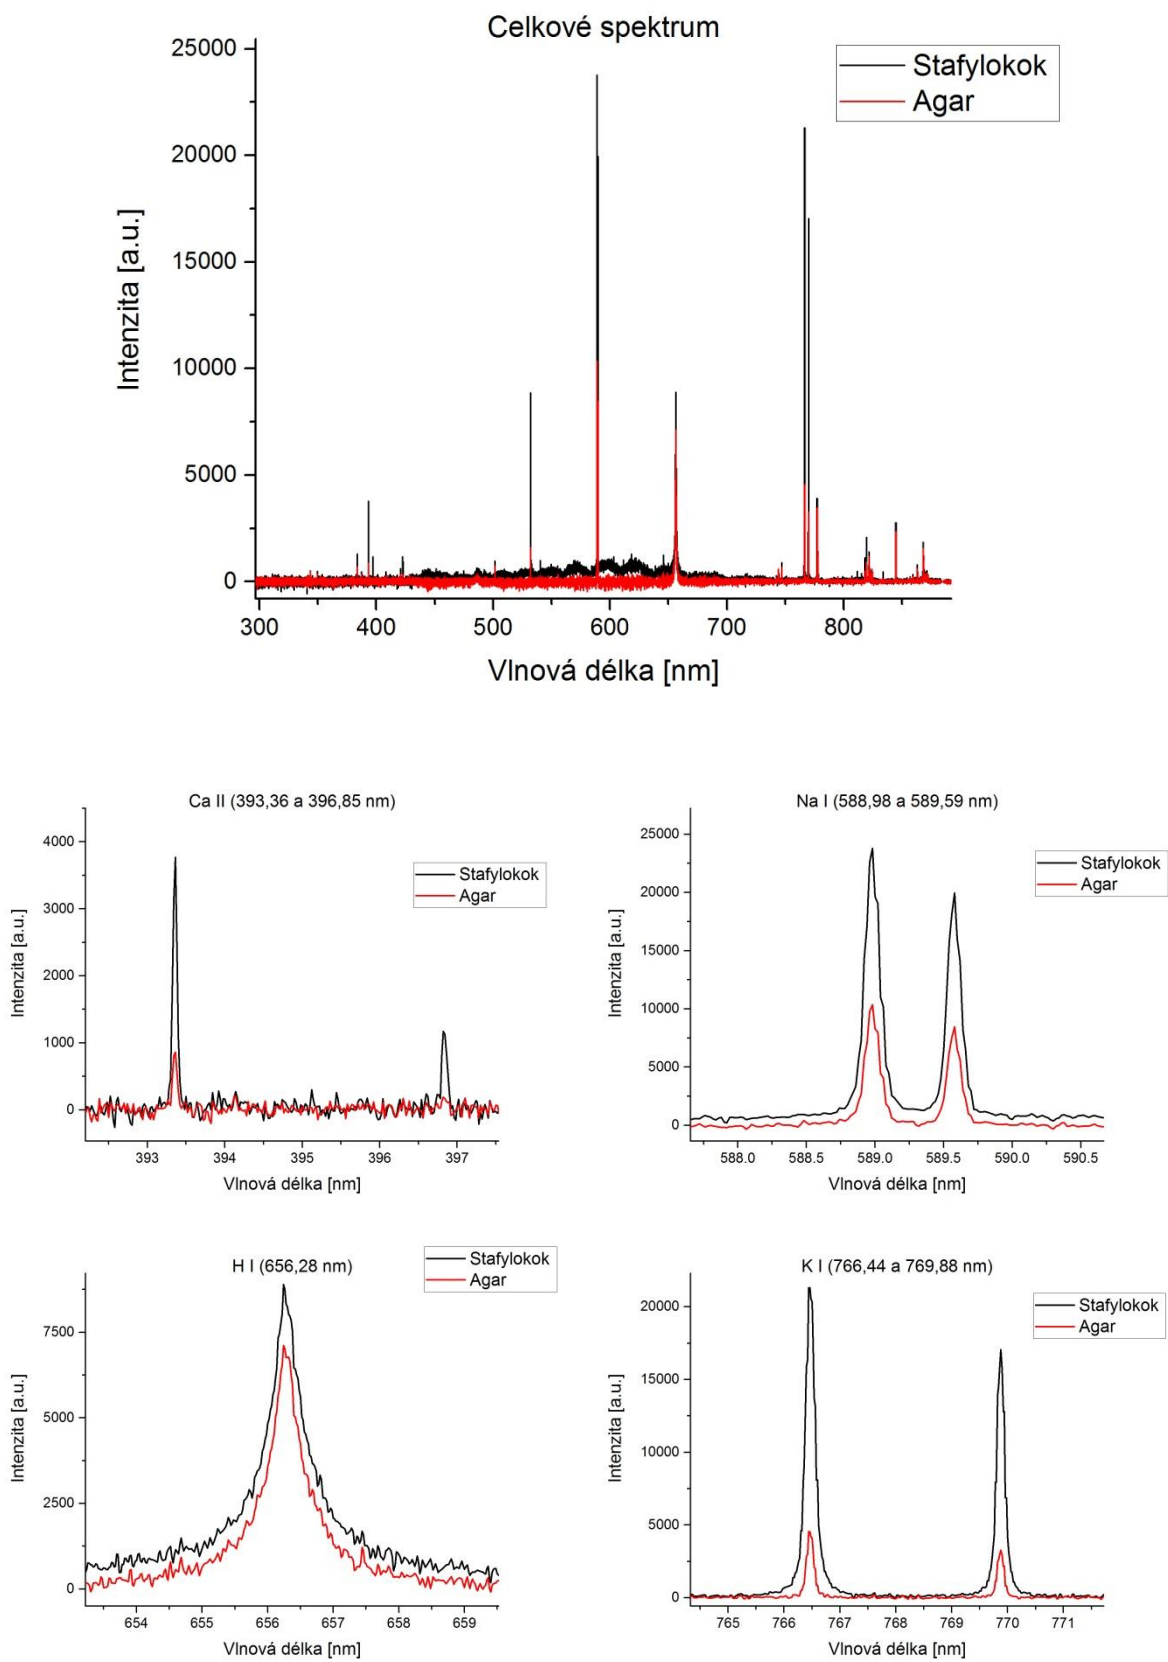 Celkové spektrum
25000
20000
15000
10000
5000
0
Intenzita [a.u.]
Stafylokok
Agar
300 400 500 600 700 800
Vlnová délka [nm]
Ca II (393,36 a 396,85 nm)
4000
3000
2000
1000
0
Intenzita [a.u.]
Stafylokok
Agar
393 394 395 396 397
Vlnová délka [nm]
Na I (588,98 a 589,59 nm)
25000
20000
15000
10000
5000
0
Intenzita [a.u.]
Stafylokok
Agar
588.0 588.5 589.0 589.5 590.0 590.5
Vlnová délka [nm]
H I (656,28 nm)
7500
5000
2500
0
Intenzita [a.u.]
Stafylokok
Agar
654 655 656 657 658 659
Vlnová délka [nm]
K I (766,44 a 769,88 nm)
20000
15000
10000
5000
0
Intenzita [a.u.]
Stafylokok
Agar
765 766 767 768 769 770 771
Vlnová délka [nm]